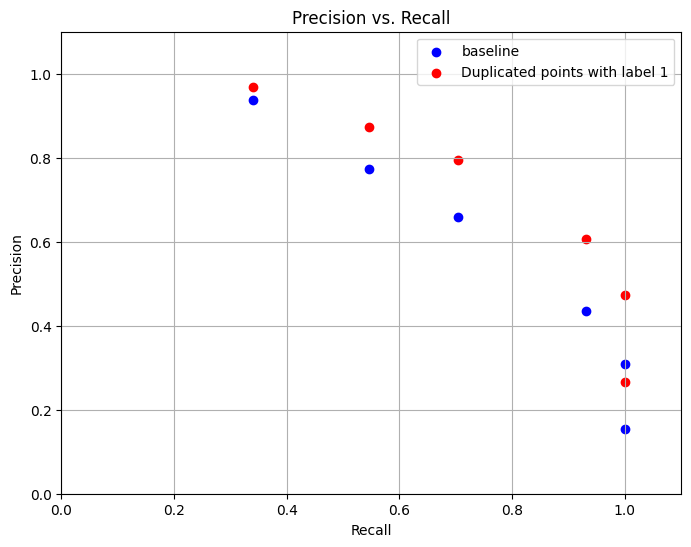 Precision vs. Recall
baseline
Duplicated points with label 1
Precision
1.0
0.8
0.6
0.4
0.2
0.0
0.0 0.2 0.4 0.6 0.8 1.0
Recall